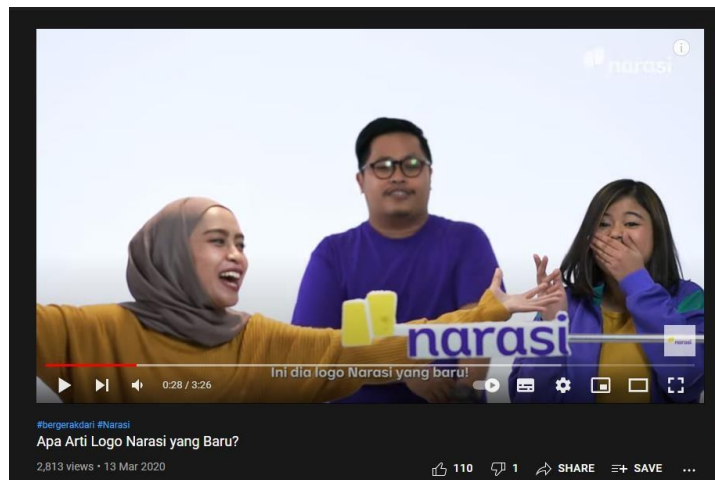 narasi
narasi
narasi
Ini dia logo Narasi yang baru!
0:28 / 3:26
#bergerakdari #Narasi
Apa Arti Logo Narasi yang Baru?
2,813 views • 13 Mar 2020
110 1 SHARE SAVE ...